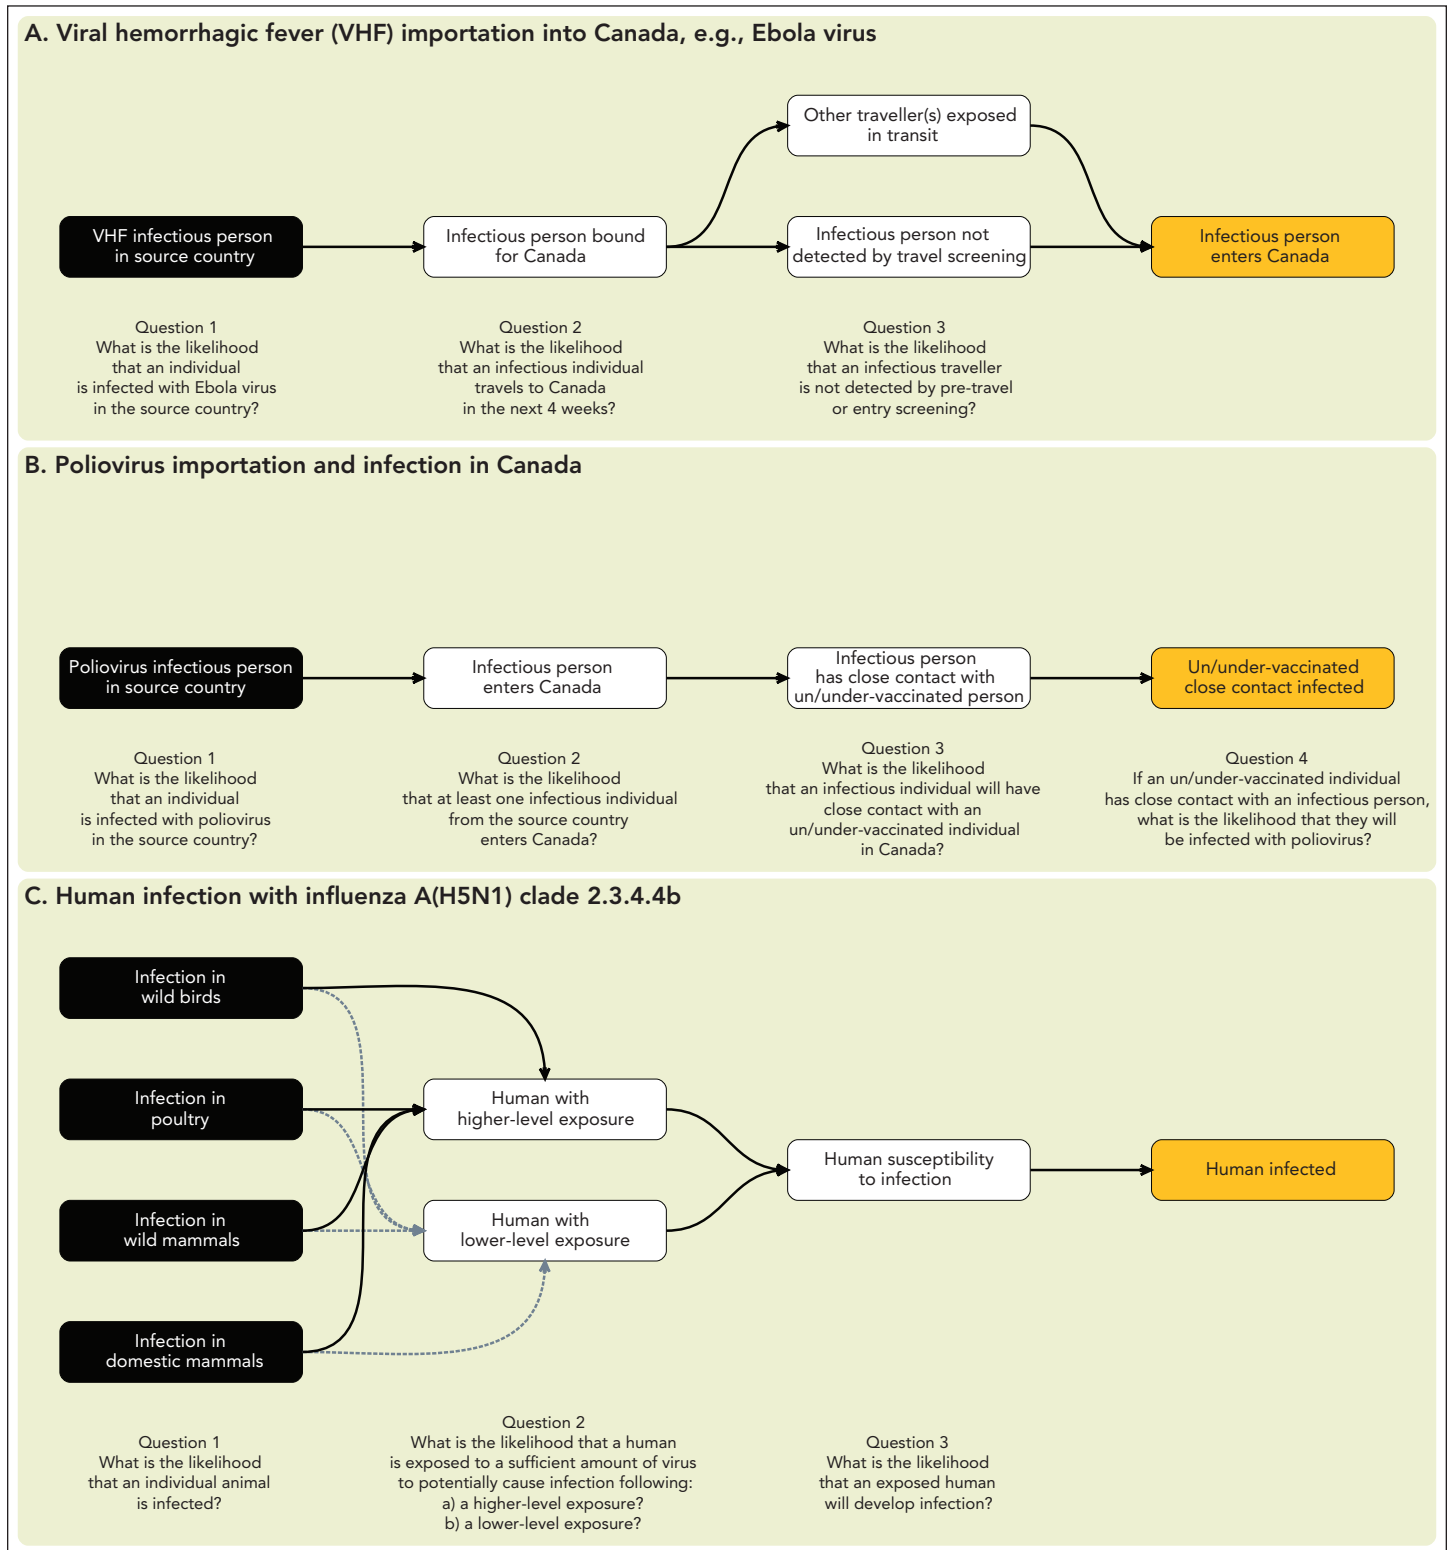 A. Viral hemorrhagic fever (VHF) importation into Canada, e.g., Ebola virus
Other traveller(s) exposed
in transit
VHF infectious person
in source country
Infectious person bound
for Canada
Infectious person not
detected by travel screening
Infectious person
enters Canada
Question 1
What is the likelihood
that an individual
is infected with Ebola virus
in the source country?
Question 2
What is the likelihood
that an infectious individual
travels to Canada
in the next 4 weeks?
Question 3
What is the likelihood
that an infectious traveller
is not detected by pre-travel
or entry screening?
B. Poliovirus importation and infection in Canada
Poliovirus infectious person
in source country
Infectious person
enters Canada
Infectious person
has close contact with
un/under-vaccinated person
Un/under-vaccinated
close contact infected
Question 1
What is the likelihood
that an individual
is infected with poliovirus
in the source country?
Question 2
What is the likelihood
that at least one infectious individual
from the source country
enters Canada?
Question 3
What is the likelihood
that an infectious individual will have
close contact with an
un/under-vaccinated individual
in Canada?
Question 4
If an un/under-vaccinated individual
has close contact with an infectious person,
what is the likelihood that they will
be infected with poliovirus?
C. Human infection with influenza A(H5N1) clade 2.3.4.4b
Infection in
wild birds
Infection in
poultry
Infection in
wild mammals
Infection in
domestic mammals
Human with
higher-level exposure
Human with
lower-level exposure
Human susceptibility
to infection
Human infected
Question 1
What is the likelihood
that an individual animal
is infected?
Question 2
What is the likelihood that a human
is exposed to a sufficient amount of virus
to potentially cause infection following:
a) a higher-level exposure?
b) a lower-level exposure?
Question 3
What is the likelihood
that an exposed human
will develop infection?